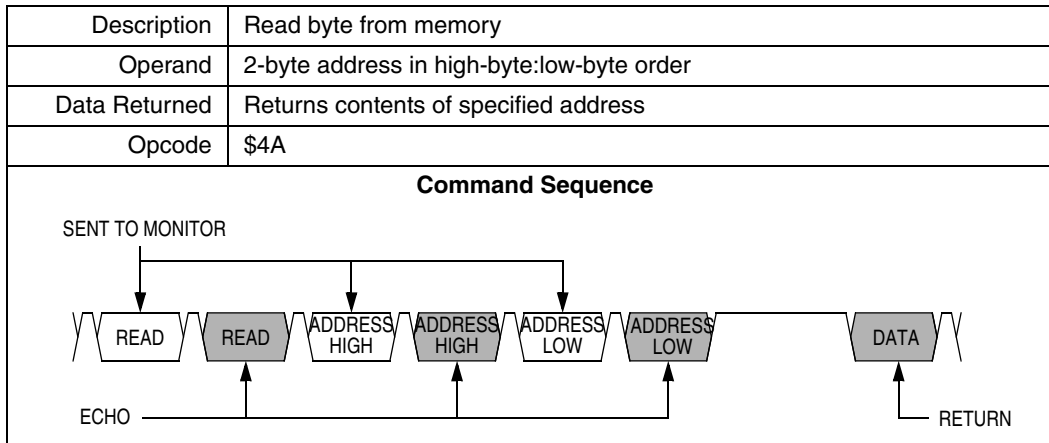 Description Read byte from memory
Operand 2-byte address in high-byte:low-byte order
Data Returned Returns contents of specified address
Opcode $4A
Command Sequence
SENT TO MONITOR
READ READ ADDRESS HIGH ADDRESS HIGH ADDRESS LOW ADDRESS LOW DATA
ECHO RETURN